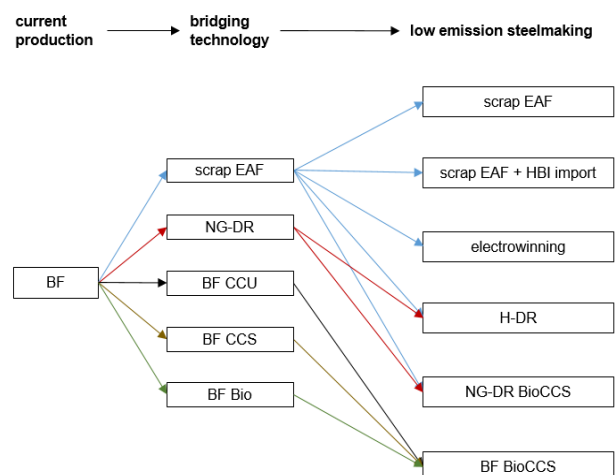 current
production
bridging
technology
low emission steelmaking
scrap EAF
scrap EAF
scrap EAF + HBI import
NG-DR
electrowinning
BF
BF CCU
H-DR
BF CCS
BF Bio
NG-DR BioCCS
BF BioCCS